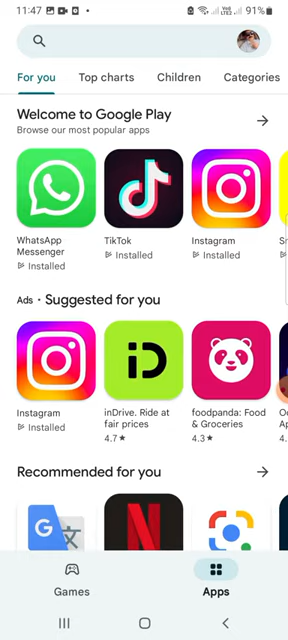 11:47 91%
For you Top charts Children Categories
Welcome to Google Play
Browse our most popular apps
WhatsApp Messenger
Installed
TikTok
Installed
Instagram
Installed
Ads • Suggested for you
Instagram
Installed
iD
inDrive. Ride at
fair prices
4.7★
foodpanda: Food
& Groceries
4.3★
Recommended for you
G 文
N
Games Apps